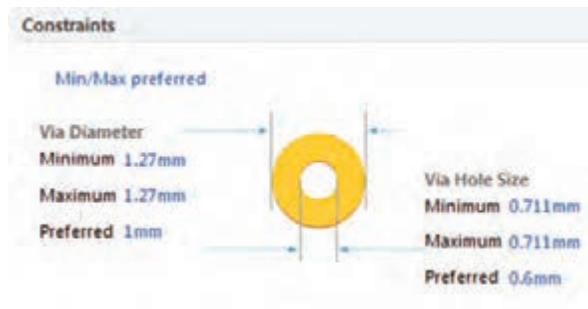 Constraints
Min/Max preferred
Via Diameter
Minimum 1.27mm
Maximum 1.27mm
Preferred 1mm
Via Hole Size
Minimum 0.711mm
Maximum 0.711mm
Preferred 0.6mm